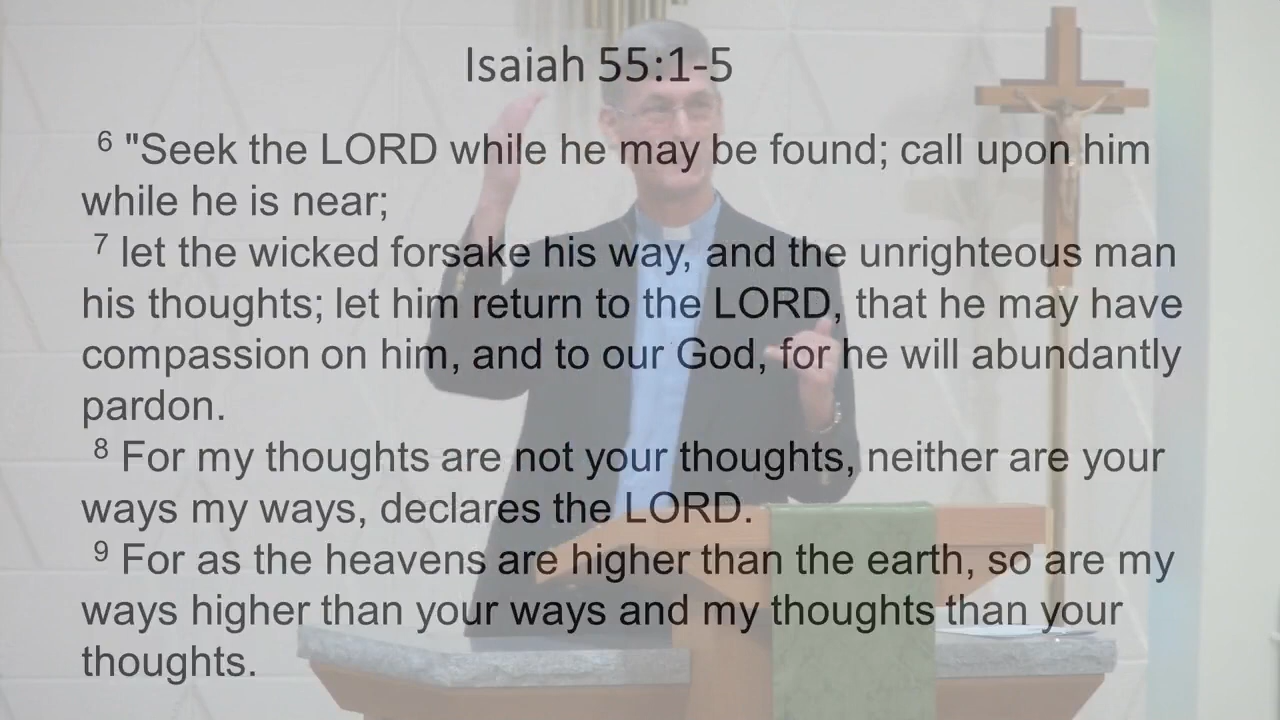 Isaiah 55:1-5
6 "Seek the LORD while he may be found; call upon him
while he is near;
7 let the wicked forsake his way, and the unrighteous man
his thoughts; let him return to the LORD, that he may have
compassion on him, and to our God, for he will abundantly
pardon.
8 For my thoughts are not your thoughts, neither are your
ways my ways, declares the LORD.
9 For as the heavens are higher than the earth, so are my
ways higher than your ways and my thoughts than your
thoughts.